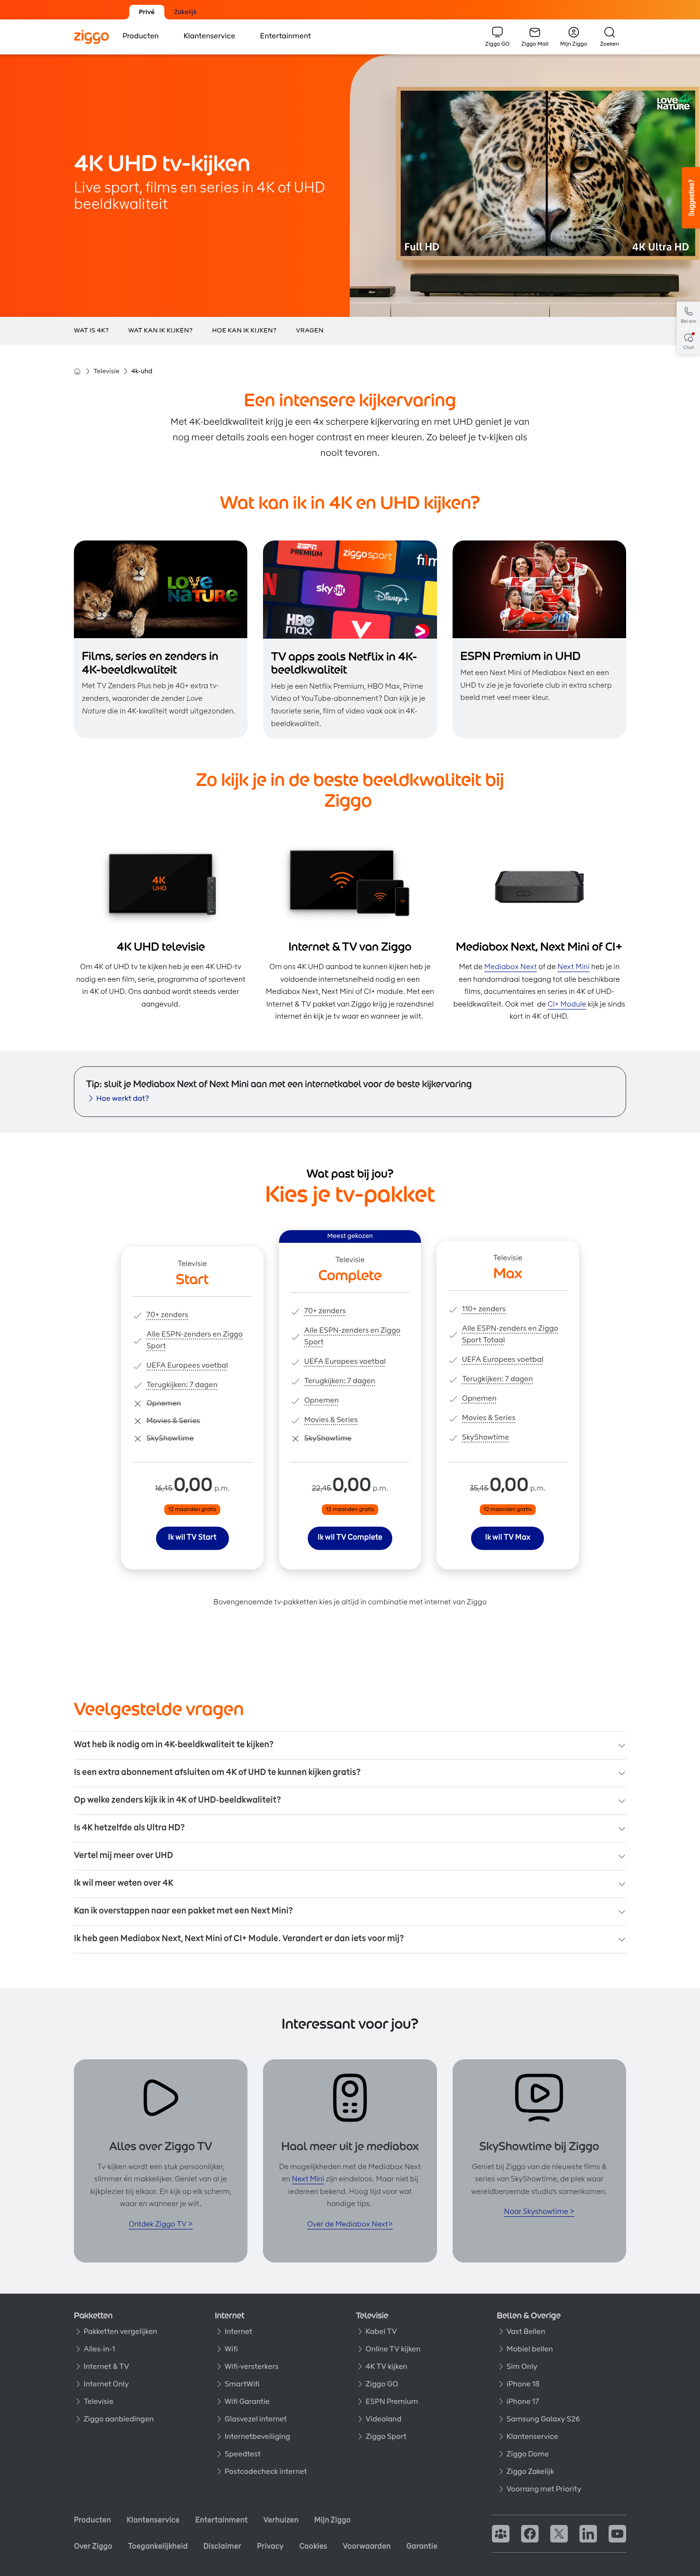 Privé
Zakelijk
ziggo
Producten
Klantenservice
Entertainment
Ziggo GO
Ziggo Mail
Mijn Ziggo
Zoeken
LOVE
NATURE
4K
4K UHD tv-kijken
Live sport, films en series in 4K of UHD
beeldkwaliteit
Full HD
4K Ultra HD
Suggesties?
Bel ons
Chat
WAT IS 4K?
WAT KAN IK KIJKEN?
HOE KAN IK KIJKEN?
VRAGEN
Televisie
4k-uhd
Een intensere kijkervaring
Met 4K-beeldkwaliteit krijg je een 4x scherpere kijkervaring en met UHD geniet je van
nog meer details zoals een hoger contrast en meer kleuren. Zo beleef je tv-kijken als
nooit tevoren.
Wat kan ik in 4K en UHD kijken?
LOVE
NATURE
Films, series en zenders in
4K-beeldkwaliteit
Met TV Zenders Plus heb je 40+ extra tv-
zenders, waaronder de zender Love
Nature die in 4K-kwaliteit wordt uitgezonden.
ESPN
PREMIUM
ziggo sport
film
sky
Disney+
HBO
max
TV apps zoals Netflix in 4K-
beeldkwaliteit
Heb je een Netflix Premium, HBO Max, Prime
Video of YouTube-abonnement? Dan kijk je je
favoriete serie, film of video vaak ook in 4K-
beeldkwaliteit.
ESPN Premium in UHD
Met een Next Mini of Mediabox Next en een
UHD tv zie je je favoriete club in extra scherp
beeld met veel meer kleur.
Zo kijk je in de beste beeldkwaliteit bij
Ziggo
4K
UHD
4K UHD televisie
Om 4K of UHD tv te kijken heb je een 4K UHD-tv
nodig en een film, serie, programma of sportevent
in 4K of UHD. Ons aanbod wordt steeds verder
aangevuld.
Internet & TV van Ziggo
Om ons 4K UHD aanbod te kunnen kijken heb je
voldoende internetsnelheid nodig en een
Mediabox Next, Next Mini of CI+ module. Met een
Internet & TV pakket van Ziggo krijg je razendsnel
internet én kijk je tv waar en wanneer je wilt.
Mediabox Next, Next Mini of CI+
Met de Mediabox Next of de Next Mini heb je in
een handomdraai toegang tot alle beschikbare
films, documentaires en series in 4K of UHD-
beeldkwaliteit. Ook met de CI+ Module kijk je sinds
kort in 4K of UHD.
Tip: sluit je Mediabox Next of Next Mini aan met een internetkabel voor de beste kijkervaring
Hoe werkt dat?
Wat past bij jou?
Kies je tv-pakket
Televisie
Start
70+ zenders
Alle ESPN-zenders en Ziggo
Sport
UEFA Europees voetbal
Terugkijken: 7 dagen
Opnemen
Movies & Series
SkyShowtime
16,45 0,00 p.m.
12 maanden gratis
Ik wil TV Start
Meest gekozen
Televisie
Complete
70+ zenders
Alle ESPN-zenders en Ziggo
Sport
UEFA Europees voetbal
Terugkijken: 7 dagen
Opnemen
Movies & Series
SkyShowtime
22,45 0,00 p.m.
12 maanden gratis
Ik wil TV Complete
Televisie
Max
110+ zenders
Alle ESPN-zenders en Ziggo
Sport Totaal
UEFA Europees voetbal
Terugkijken: 7 dagen
Opnemen
Movies & Series
SkyShowtime
35,45 0,00 p.m.
12 maanden gratis
Ik wil TV Max
Bovengenoemde tv-pakketten kies je altijd in combinatie met internet van Ziggo
Veelgestelde vragen
Wat heb ik nodig om in 4K-beeldkwaliteit te kijken?
Is een extra abonnement afsluiten om 4K of UHD te kunnen kijken gratis?
Op welke zenders kijk ik in 4K of UHD-beeldkwaliteit?
Is 4K hetzelfde als Ultra HD?
Vertel mij meer over UHD
Ik wil meer weten over 4K
Kan ik overstappen naar een pakket met een Next Mini?
Ik heb geen Mediabox Next, Next Mini of CI+ Module. Verandert er dan iets voor mij?
Interessant voor jou?
Alles over Ziggo TV
Tv-kijken wordt een stuk persoonlijker,
slimmer én makkelijker. Geniet van al je
kijkplezier bij elkaar. En kijk op elk scherm,
waar en wanneer je wilt.
Ontdek Ziggo TV >
Haal meer uit je mediabox
De mogelijkheden met de Mediabox Next
en Next Mini zijn eindeloos. Maar niet bij
iedereen bekend. Hoog tijd voor wat
handige tips.
Over de Mediabox Next>
SkyShowtime bij Ziggo
Geniet bij Ziggo van de nieuwste films &
series van SkyShowtime, de plek waar
wereldberoemde studio's samenkomen.
Naar Skyshowtime >
Pakketten
Pakketten vergelijken
Alles-in-1
Internet & TV
Internet Only
Televisie
Ziggo aanbiedingen
Internet
Internet
Wifi
Wifi-versterkers
SmartWifi
Wifi Garantie
Glasvezel internet
Internetbeveiliging
Speedtest
Postcodecheck internet
Televisie
Kabel TV
Online TV kijken
4K TV kijken
Ziggo GO
ESPN Premium
Videoland
Ziggo Sport
Bellen & Overige
Vast Bellen
Mobiel bellen
Sim Only
iPhone 18
iPhone 17
Samsung Galaxy S26
Klantenservice
Ziggo Dome
Ziggo Zakelijk
Voorrang met Priority
Producten
Klantenservice
Entertainment
Verhuizen
Mijn Ziggo
Over Ziggo
Toegankelijkheid
Disclaimer
Privacy
Cookies
Voorwaarden
Garantie